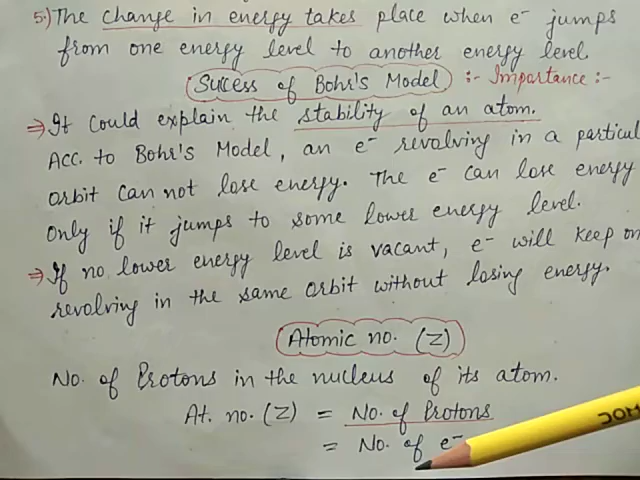 5.) The change in energy takes place when e⁻ jumps
from one energy level to another energy level.
Sucess of Bohr's Model :- Importance :-
⇒ It could explain the stability of an atom.
Acc. to Bohr's Model, an e⁻ revolving in a particul
orbit can not lose energy. The e⁻ can lose energy
Only if it jumps to some lower energy level.
⇒ If no lower energy level is vacant, e⁻ will keep on
revolving in the same orbit without losing energy.
Atomic no. (Z)
No. of Protons in the nucleus of its atom.
At. no. (Z) = No. of Protons
= No. of e⁻
DOM